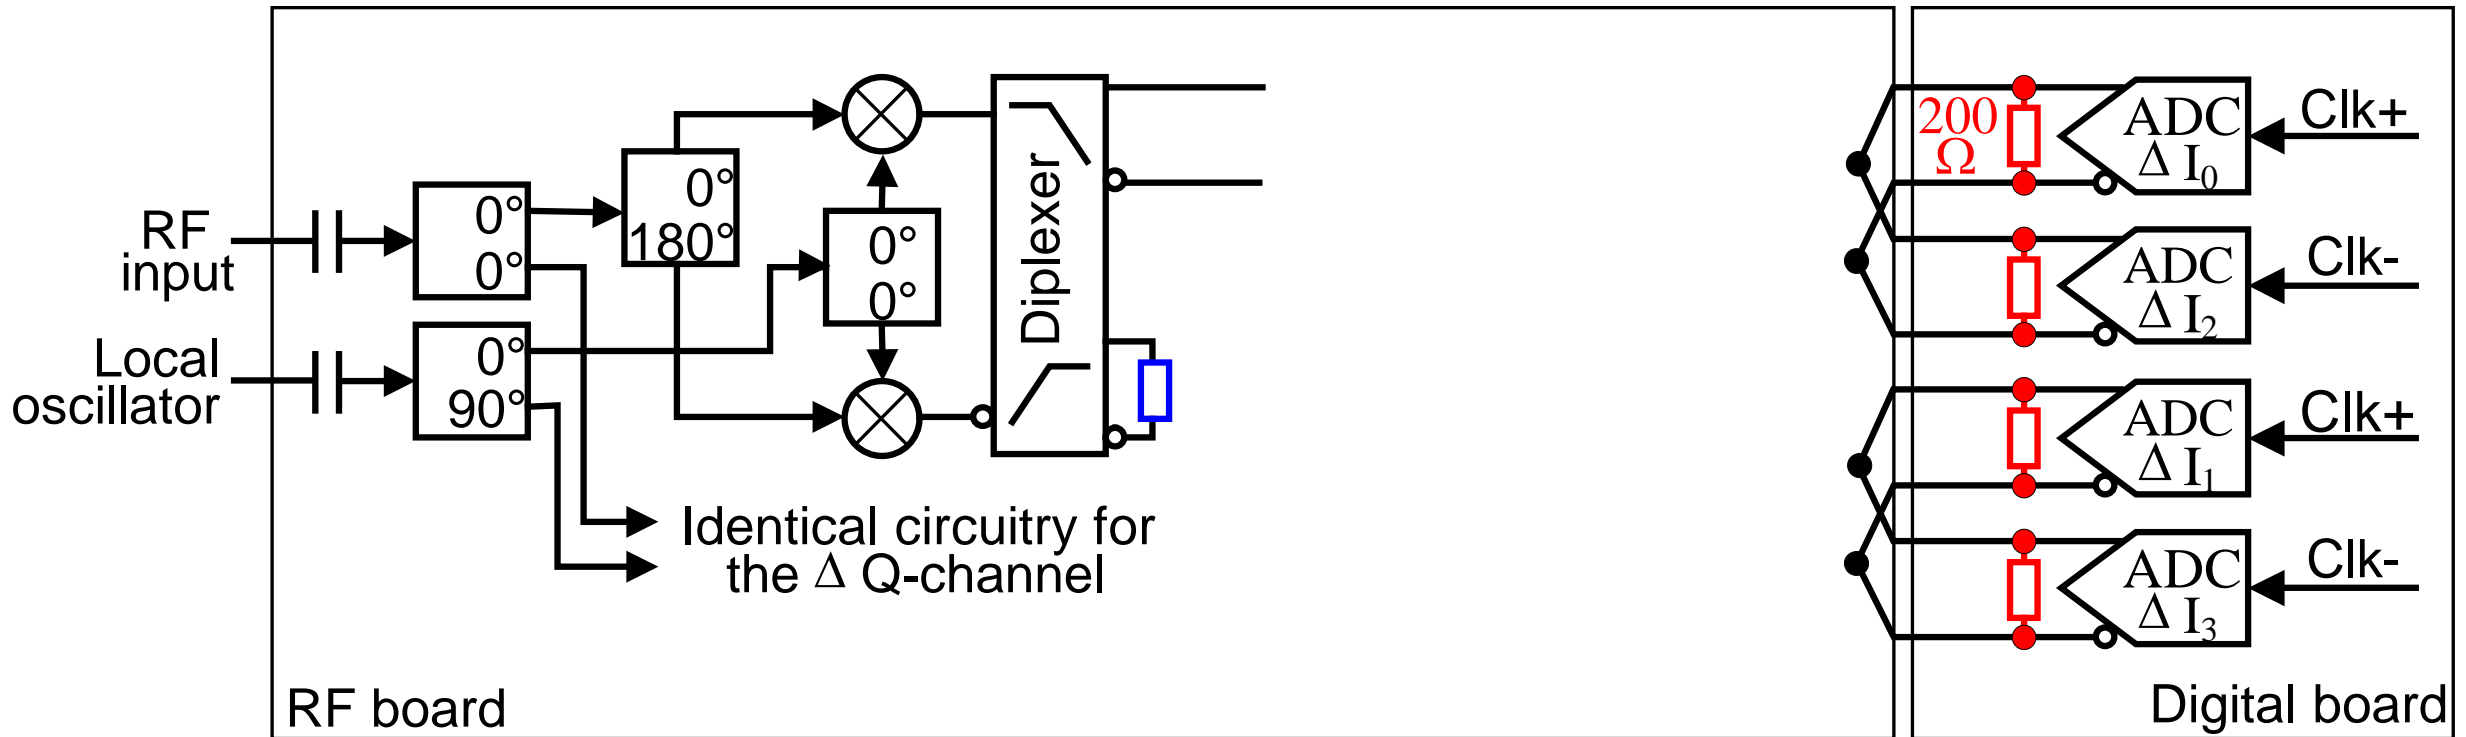 RF
input
Local
oscillator
0°
0°
0°
90°
0°
180°
0°
0°
Diplexer
Identical circuitry for
the Δ Q-channel
RF board
200
Ω
ADC
Δ I0
Clk+
ADC
Δ I2
Clk-
ADC
Δ I1
Clk+
ADC
Δ I3
Clk-
Digital board